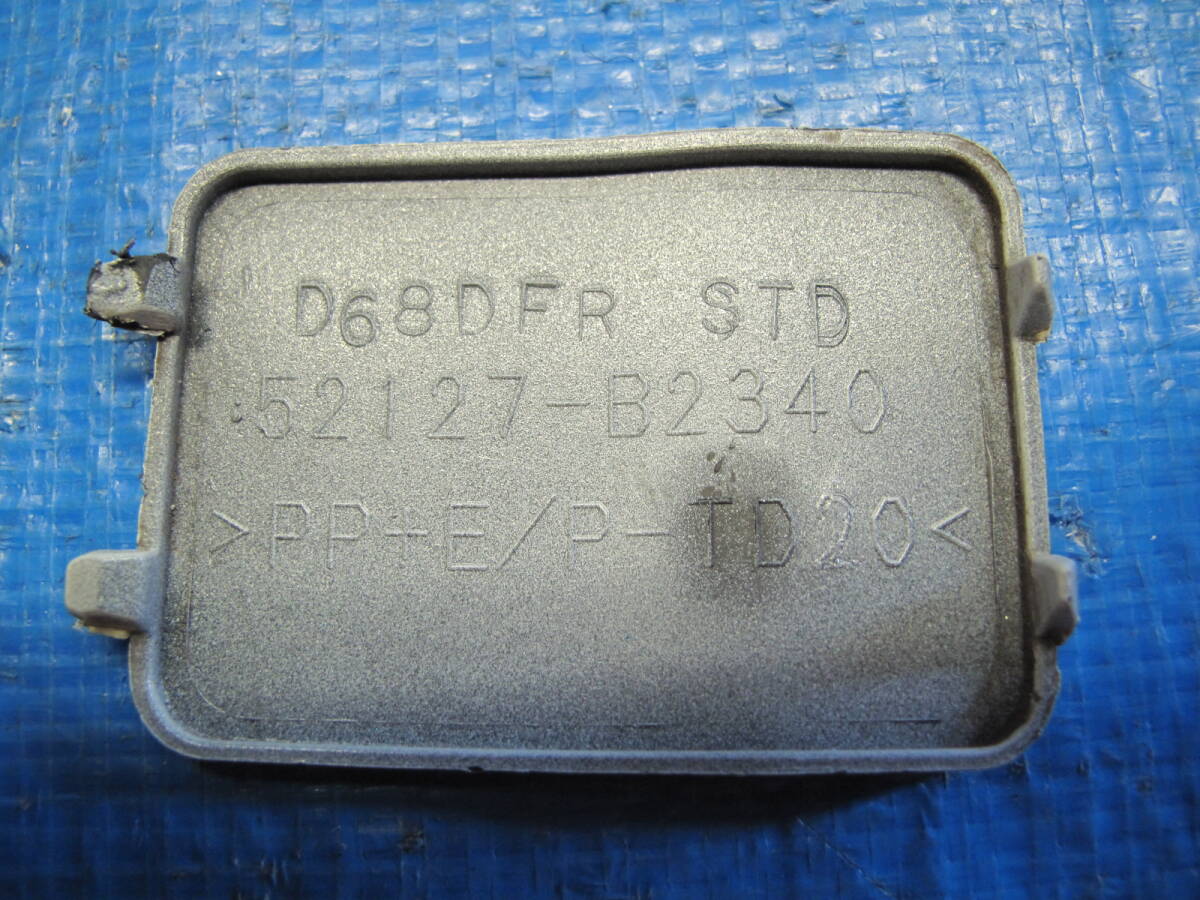 D68DFR STD
52127-B2340
>PP+E/P-TD20<